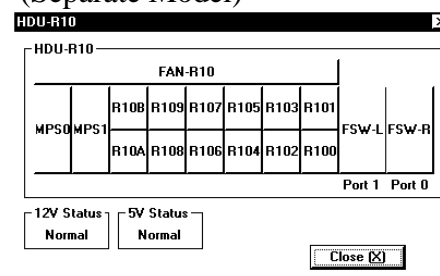 (Separate Model)
HDU-R10
HDU-R10
FAN-R10
MPS0 MPS1 R10B R109 R107 R105 R103 R101 FSW-L FSW-R
R10A R108 R106 R104 R102 R100
Port 1 Port 0
12V Status 5V Status
Normal Normal
Close (X)